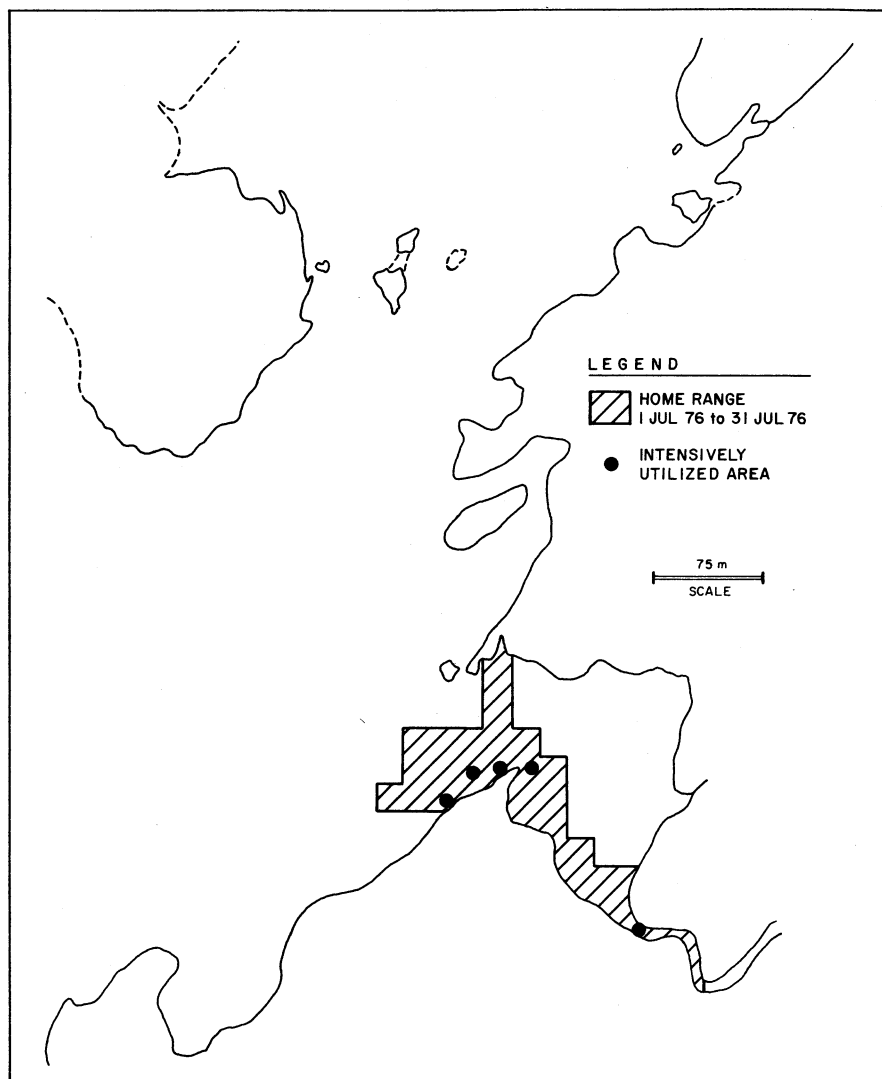 LEGEND
HOME RANGE
1 JUL 76 to 31 JUL 76
INTENSIVELY
UTILIZED AREA
75 m
SCALE